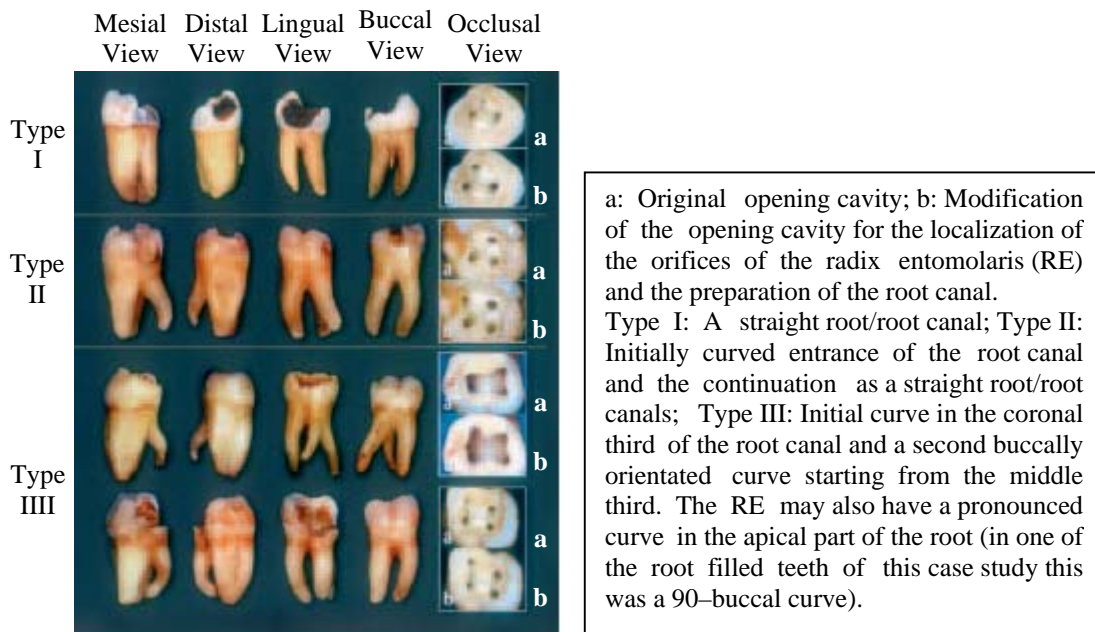 Mesial View
Distal View
Lingual View
Buccal View
Occlusal View
Type I
a
b
Type II
a
b
Type IIII
a
b
a
b
a: Original opening cavity; b: Modification
of the opening cavity for the localization of
the orifices of the radix entomolaris (RE)
and the preparation of the root canal.
Type I: A straight root/root canal; Type II:
Initially curved entrance of the root canal
and the continuation as a straight root/root
canals; Type III: Initial curve in the coronal
third of the root canal and a second buccally
orientated curve starting from the middle
third. The RE may also have a pronounced
curve in the apical part of the root (in one of
the root filled teeth of this case study this
was a 90–buccal curve).